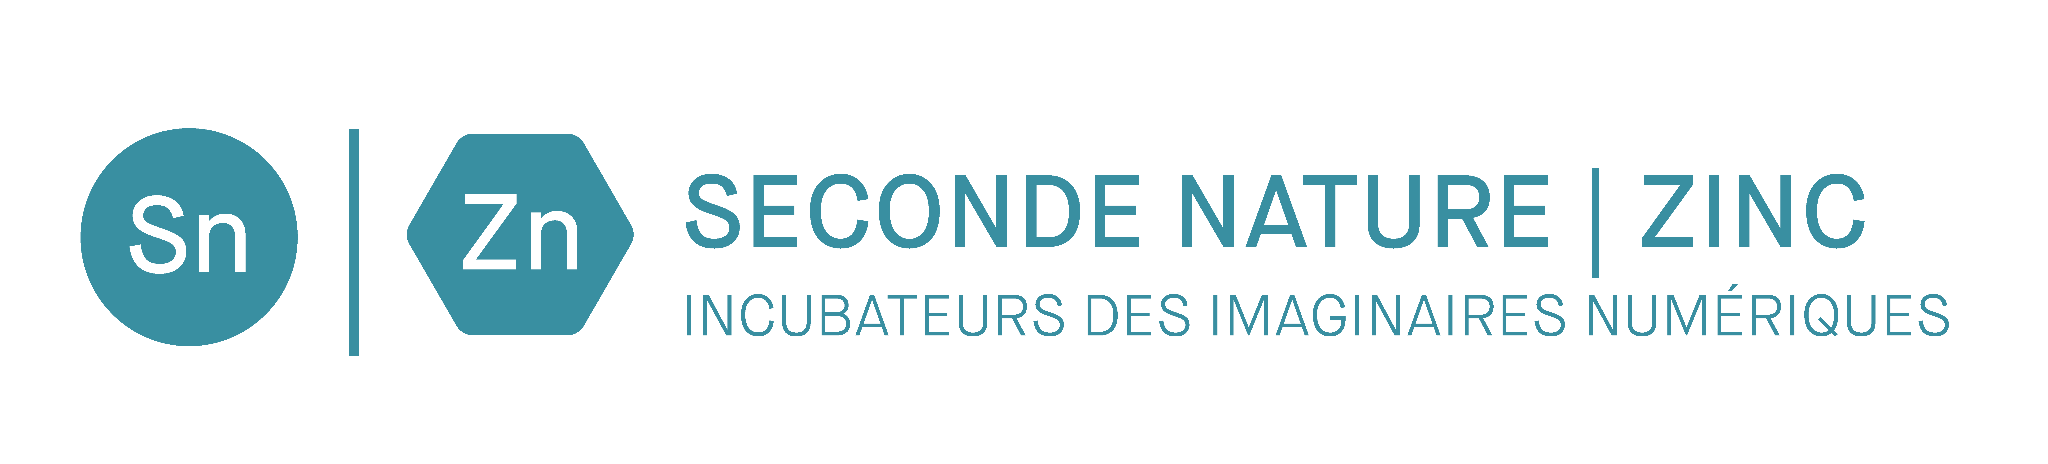 Sn | Zn
SECONDE NATURE | ZINC
INCUBATEURS DES IMAGINAIRES NUMÉRIQUES